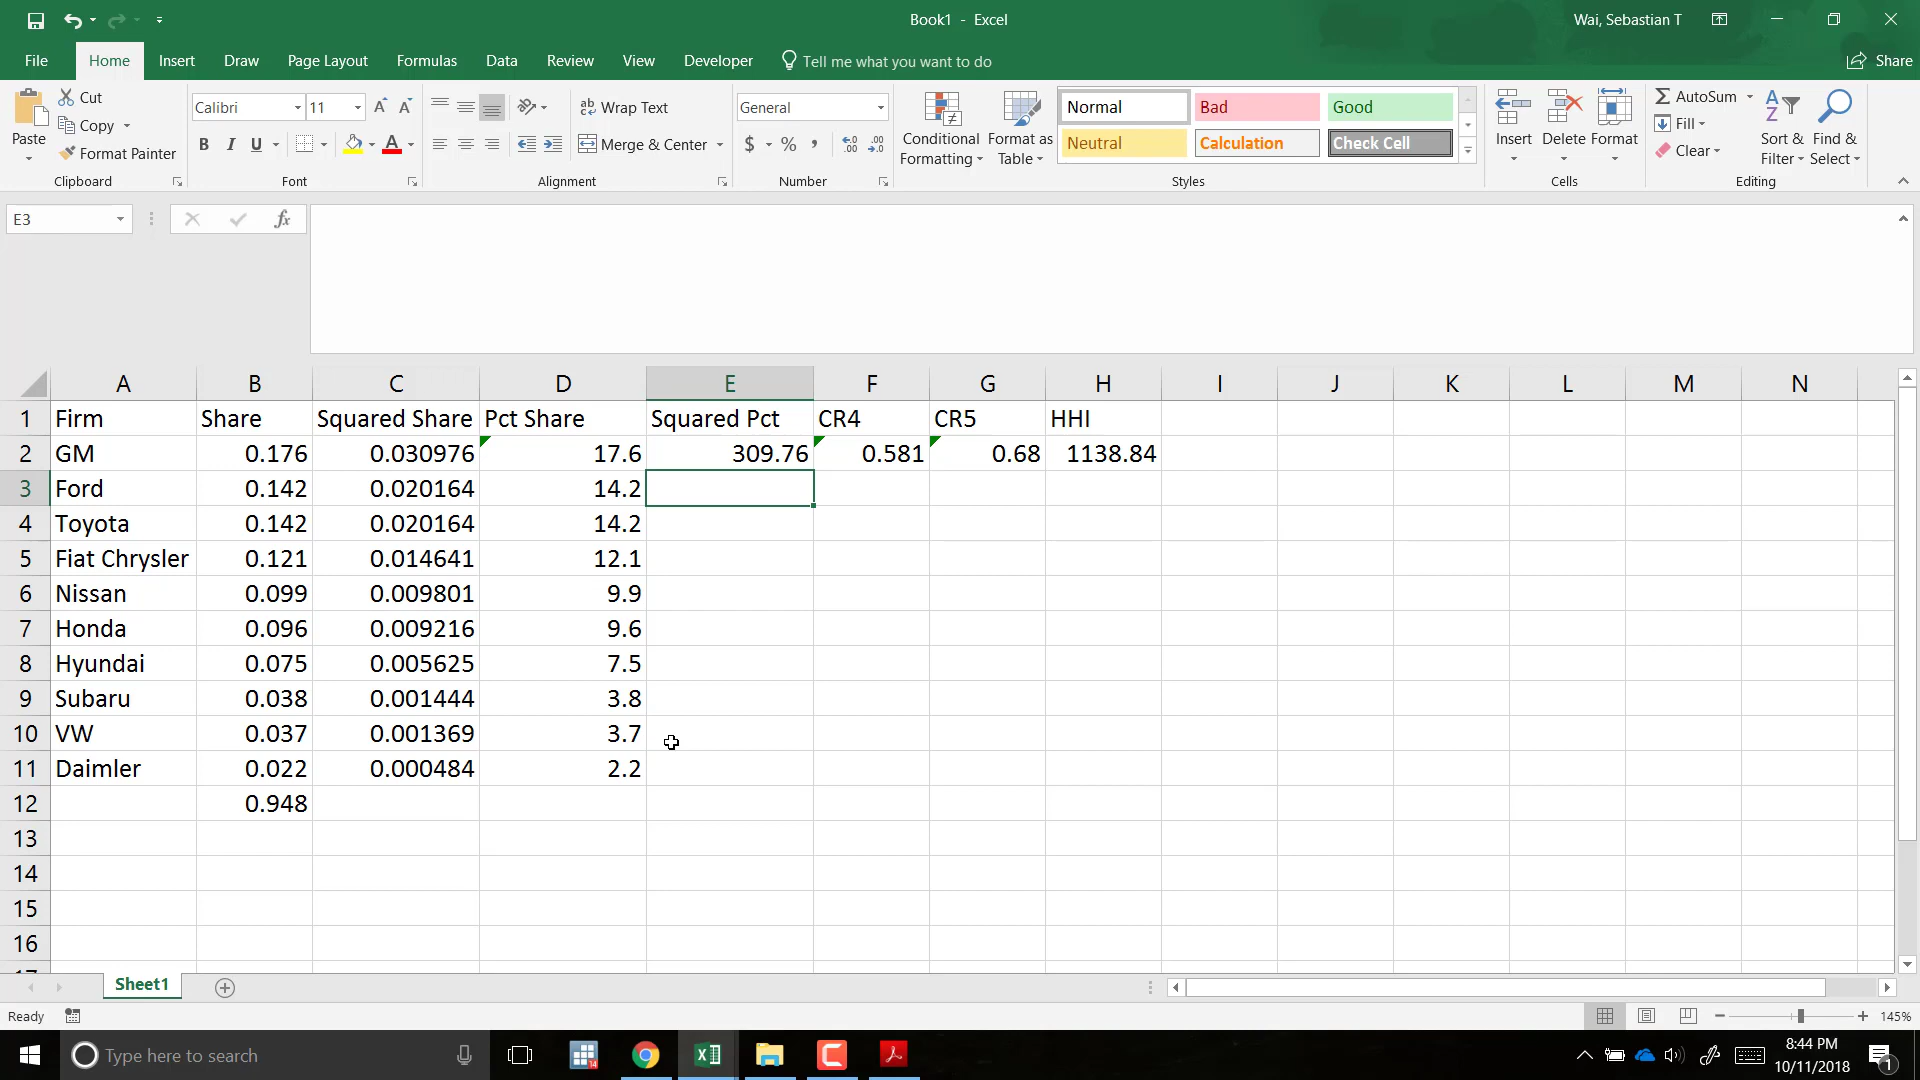 Book1 - Excel
Wai, Sebastian T
File Home Insert Draw Page Layout Formulas Data Review View Developer Tell me what you want to do Share
Paste
Cut
Copy
Format Painter
Clipboard
Calibri 11
B I U
Font
Wrap Text
Merge & Center
Alignment
General
$ % ,
Number
Conditional Formatting
Format as Table
Normal Bad Good
Neutral Calculation Check Cell
Styles
Insert Delete Format
Cells
AutoSum
Fill
Clear
Sort & Filter
Find & Select
Editing
E3
fx
A B C D E F G H I J K L M N
1 Firm Share Squared Share Pct Share Squared Pct CR4 CR5 HHI
2 GM 0.176 0.030976 17.6 309.76 0.581 0.68 1138.84
3 Ford 0.142 0.020164 14.2
4 Toyota 0.142 0.020164 14.2
5 Fiat Chrysler 0.121 0.014641 12.1
6 Nissan 0.099 0.009801 9.9
7 Honda 0.096 0.009216 9.6
8 Hyundai 0.075 0.005625 7.5
9 Subaru 0.038 0.001444 3.8
10 VW 0.037 0.001369 3.7
11 Daimler 0.022 0.000484 2.2
12 0.948
13
14
15
16
17
Sheet1
Ready
145%
Type here to search
8:44 PM
10/11/2018
1